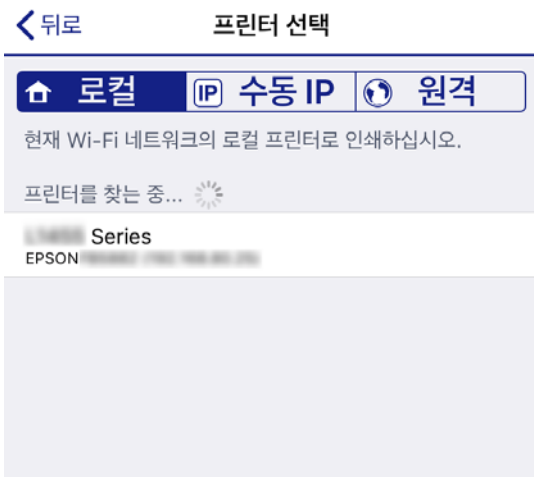 뒤로 프린터 선택
로컬 IP 수동 IP 원격
현재 Wi-Fi 네트워크의 로컬 프린터로 인쇄하십시오.
프린터를 찾는 중...
Series
EPSON